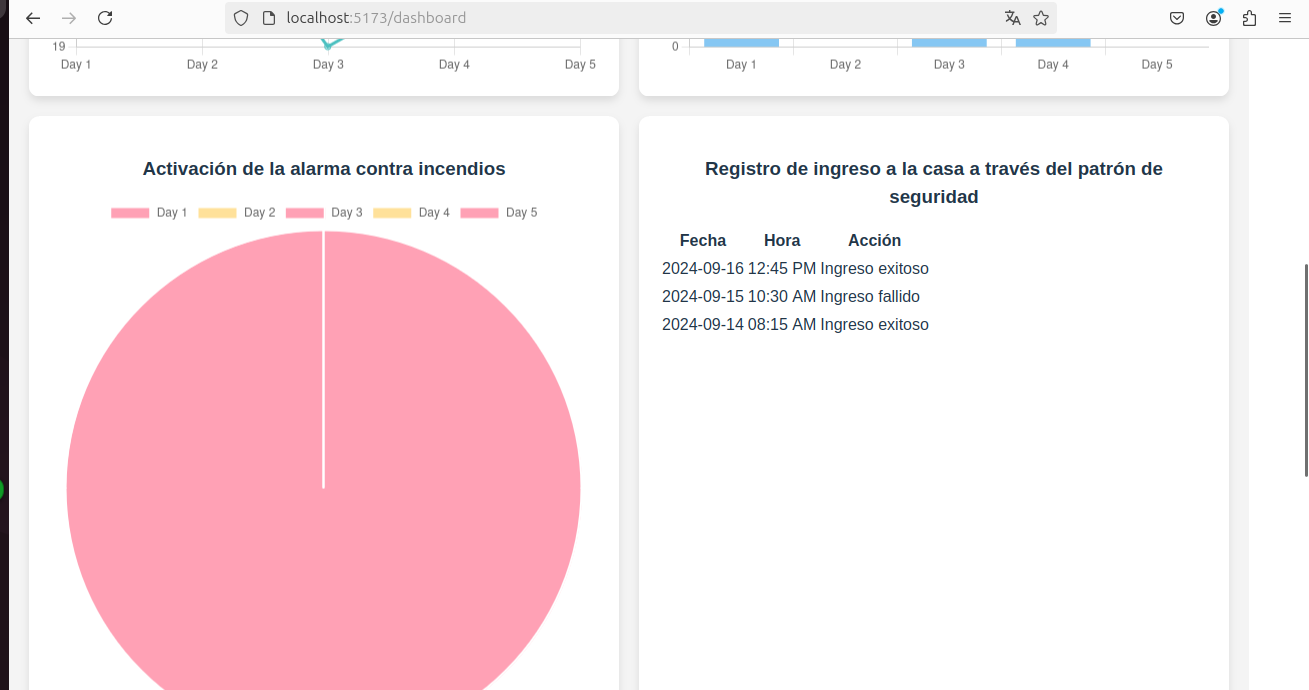 localhost:5173/dashboard
19
Day 1 Day 2 Day 3 Day 4 Day 5
0
Day 1 Day 2 Day 3 Day 4 Day 5
Activación de la alarma contra incendios
Day 1 Day 2 Day 3 Day 4 Day 5
Registro de ingreso a la casa a través del patrón de
seguridad
Fecha Hora Acción
2024-09-16 12:45 PM Ingreso exitoso
2024-09-15 10:30 AM Ingreso fallido
2024-09-14 08:15 AM Ingreso exitoso